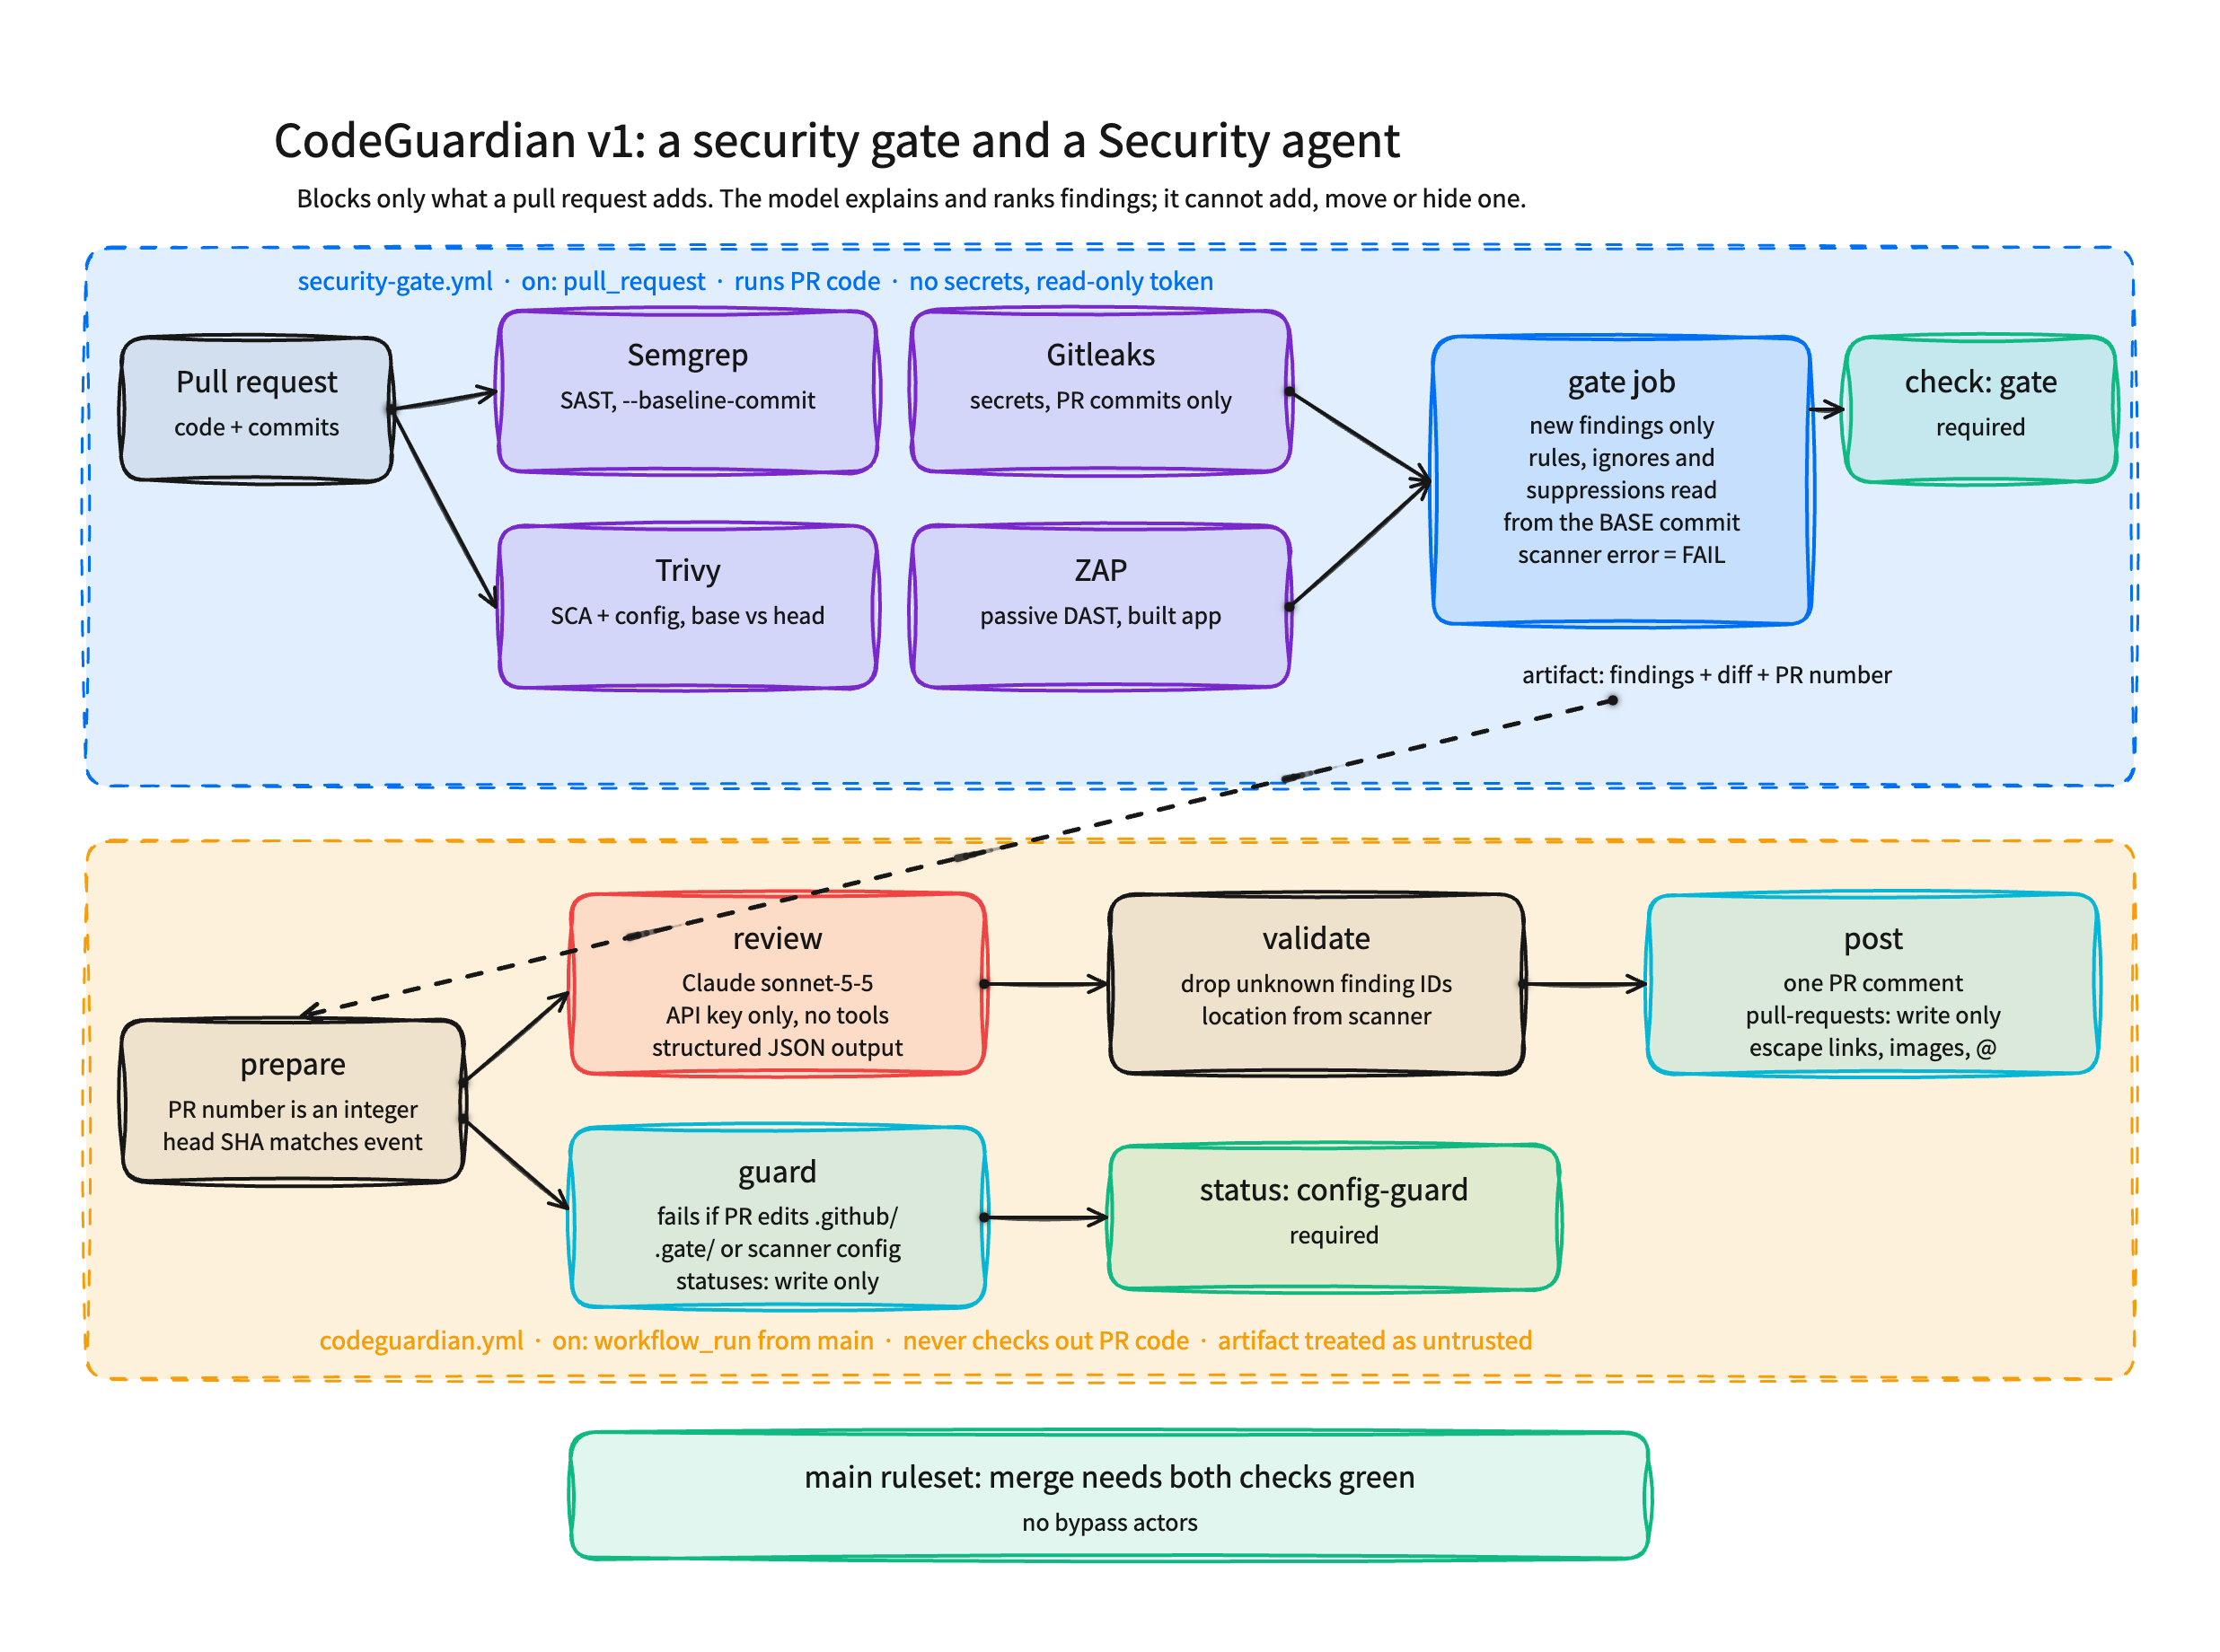 CodeGuardian v1: a security gate and a Security agent
Blocks only what a pull request adds. The model explains and ranks findings; it cannot add, move or hide one.
security-gate.yml · on: pull_request · runs PR code · no secrets, read-only token
Pull request
code + commits
Semgrep
SAST, --baseline-commit
Gitleaks
secrets, PR commits only
Trivy
SCA + config, base vs head
ZAP
passive DAST, built app
gate job
new findings only
rules, ignores and
suppressions read
from the BASE commit
scanner error = FAIL
check: gate
required
artifact: findings + diff + PR number
prepare
PR number is an integer
head SHA matches event
review
Claude sonnet-5-5
API key only, no tools
structured JSON output
validate
drop unknown finding IDs
location from scanner
post
one PR comment
pull-requests: write only
escape links, images, @
guard
fails if PR edits .github/
.gate/ or scanner config
statuses: write only
status: config-guard
required
codeguardian.yml · on: workflow_run from main · never checks out PR code · artifact treated as untrusted
main ruleset: merge needs both checks green
no bypass actors